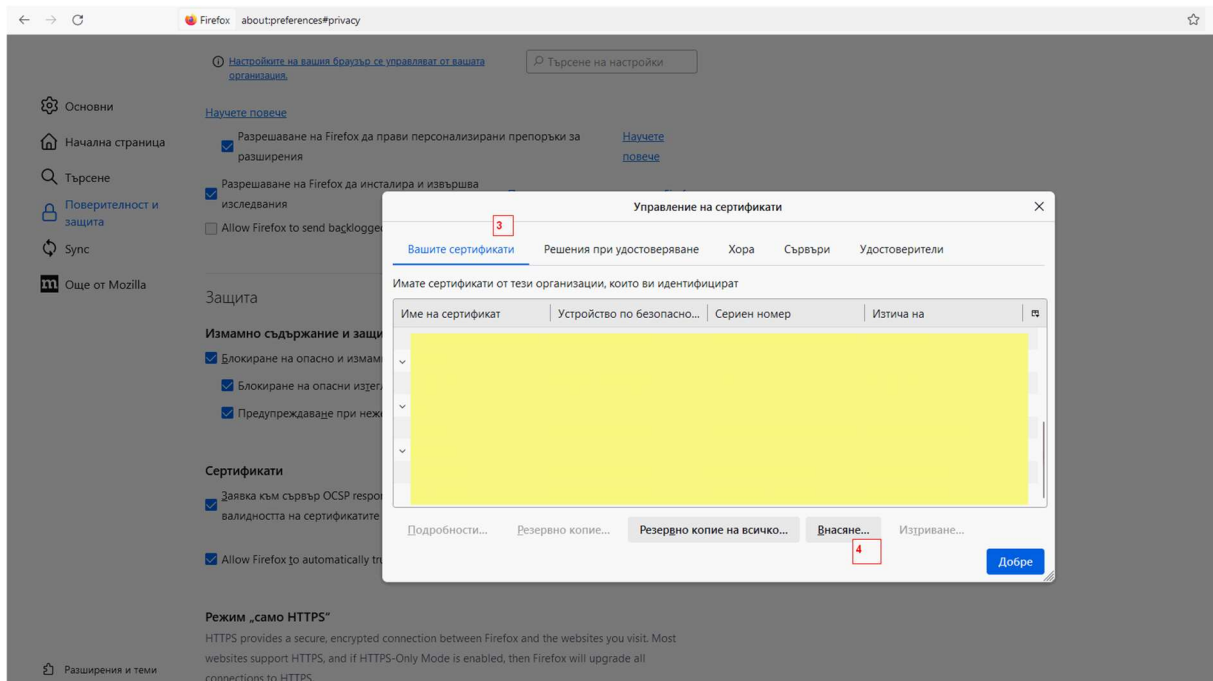 Firefox about:preferences#privacy
Настройките на вашия браузър се управляват от вашата
организация.
Търсене на настройки
Основни
Начална страница
Търсене
Поверителност и
защита
Sync
Още от Mozilla
Разширения и теми
Научете повече
Разрешаване на Firefox да прави персонализирани препоръки за
разширения
Научете
повече
Разрешаване на Firefox да инсталира и извършва
изследвания
Allow Firefox to send backlogged
Защита
Измамно съдържание и защи
Блокиране на опасно и измам
Блокиране на опасни изтегл
Предупреждаване при неже
Сертификати
Заявка към сървър OCSP respon
валидността на сертификатите
Allow Firefox to automatically tru
Режим „само HTTPS“
HTTPS provides a secure, encrypted connection between Firefox and the websites you visit. Most
websites support HTTPS, and if HTTPS-Only Mode is enabled, then Firefox will upgrade all
connections to HTTPS.
Управление на сертификати
3
Вашите сертификати Решения при удостоверяване Хора Сървъри Удостоверители
Имате сертификати от тези организации, които ви идентифицират
Име на сертификат Устройство по безопасно... Сериен номер Изтича на
Подробности... Резервно копие... Резервно копие на всичко... Внасяне... Изтриване...
4
Добре